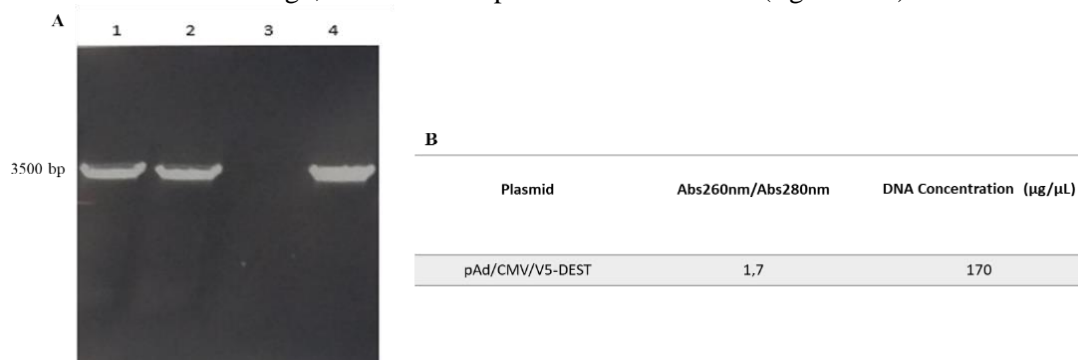 A
1 2 3 4
3500 bp
B
Plasmid Abs260nm/Abs280nm DNA Concentration (µg/µL)
pAd/CMV/V5-DEST 1,7 170